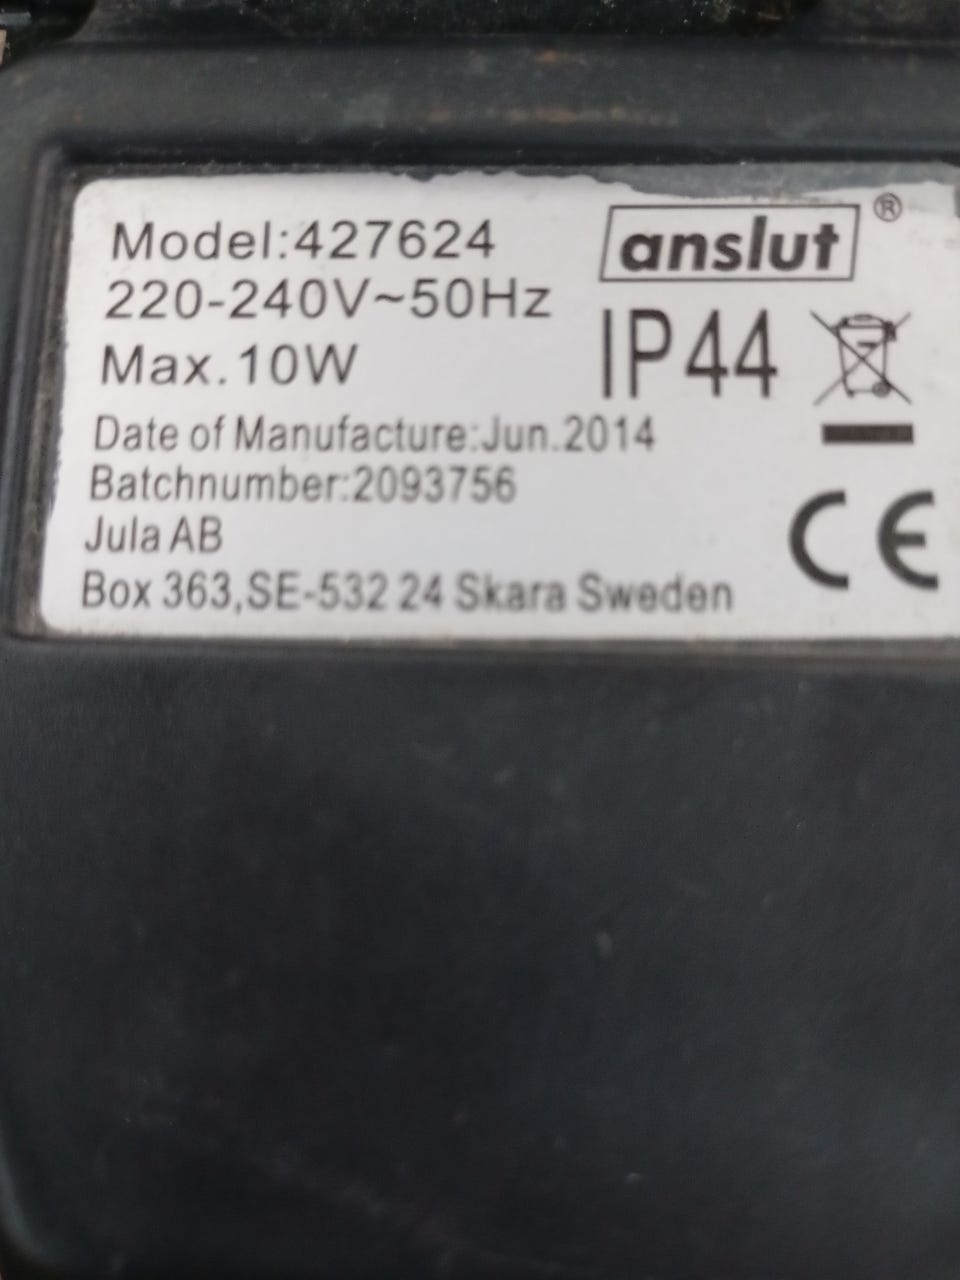 Model:427624
anslut®
220-240V~50Hz
IP44
Max.10W
Date of Manufacture:Jun.2014
Batchnumber:2093756
Jula AB
CE
Box 363,SE-532 24 Skara Sweden